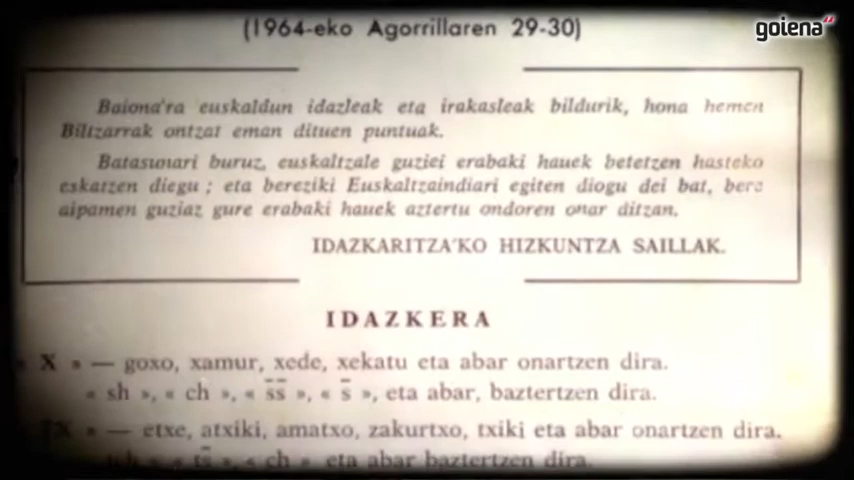 (1964-eko Agorrillaren 29-30)
goiena
Baiona'ra euskaldun idazleak eta irakasleak bildurik, hona hemen
Biltzarrak ontzat eman dituen puntuak.
Batasunari buruz, euskaltzale guziei erabaki hauek betetzen hasteko
eskatzen diegu ; eta bereziki Euskaltzaindiari egiten diogu dei bat, bere
aipamen guziaz gure erabaki hauek aztertu ondoren onar ditzan.
IDAZKARITZA'KO HIZKUNTZA SAILLAK.
IDAZKERA
« X » — goxo, xamur, xede, xekatu eta abar onartzen dira.
« sh », « ch », « s̄s̄ », « s̄ », eta abar, baztertzen dira.
TX » — etxe, atxiki, amatxo, zakurtxo, txiki eta abar onartzen dira.
« ts̄ », « ch » eta abar baztertzen dira.